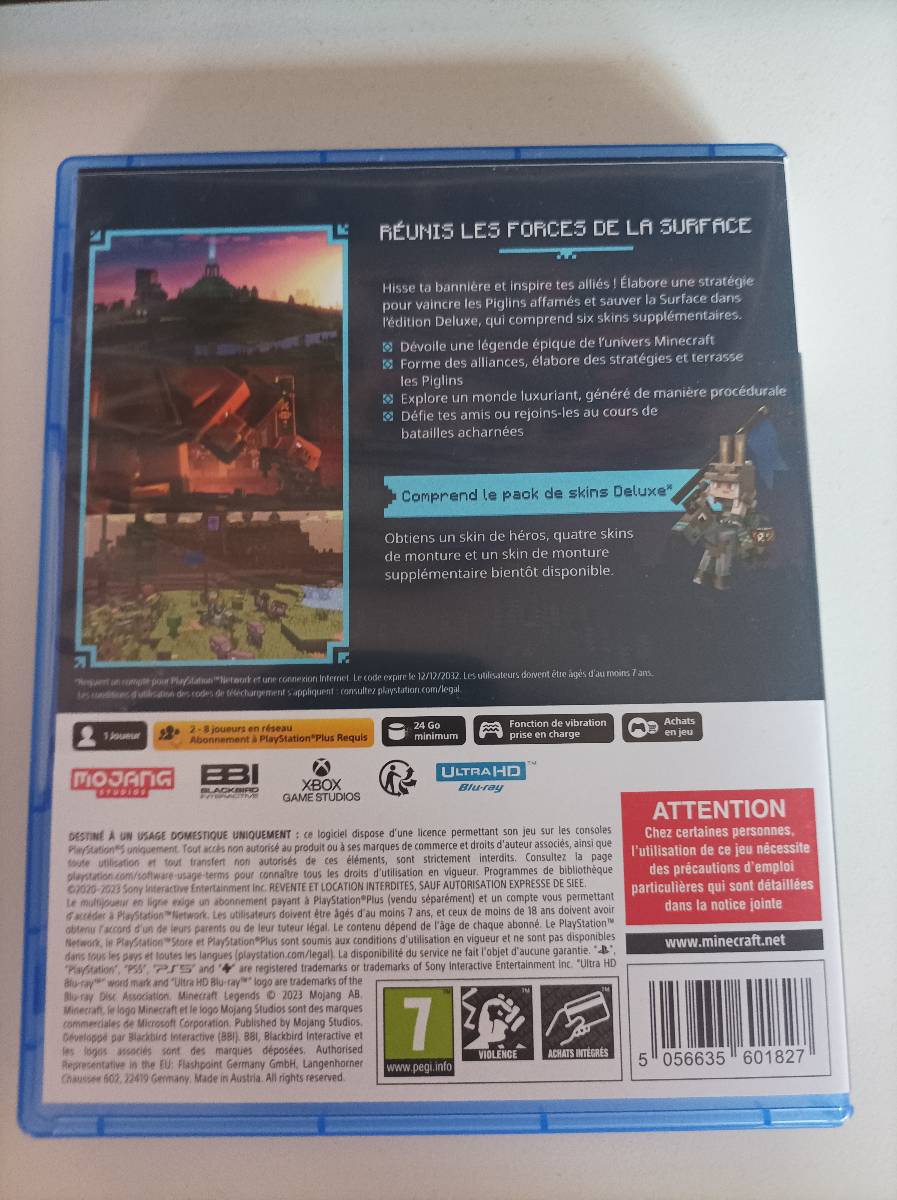 RÉUNIS LES FORCES DE LA SURFACE
Hisse ta bannière et inspire tes alliés ! Élabore une stratégie
pour vaincre les Piglins affamés et sauver la Surface dans
l'édition Deluxe, qui comprend six skins supplémentaires.
Dévoile une légende épique de l'univers Minecraft
Forme des alliances, élabore des stratégies et terrasse
les Piglins
Explore un monde luxuriant, généré de manière procédurale
Défie tes amis ou rejoins-les au cours de
batailles acharnées
Comprend le pack de skins Deluxe*
Obtiens un skin de héros, quatre skins
de monture et un skin de monture
supplémentaire bientôt disponible.
*Requiert un compte pour PlayStation™Network et une connexion Internet. Le code expire le 12/12/2032. Les utilisateurs doivent être âgés d'au moins 7 ans.
Les conditions d'utilisation des codes de téléchargement s'appliquent : consultez playstation.com/legal.
1 Joueur
2 - 8 joueurs en réseau
Abonnement à PlayStation®Plus Requis
24 Go
minimum
Fonction de vibration
prise en charge
Achats
en jeu
MOJANG
STUDIOS
BBI
BLACKBIRD
INTERACTIVE
XBOX
GAME STUDIOS
ULTRA HD™
Blu-ray
DESTINÉ À UN USAGE DOMESTIQUE UNIQUEMENT : ce logiciel dispose d'une licence permettant son jeu sur les consoles
PlayStation®5 uniquement. Tout accès non autorisé au produit ou à ses marques de commerce et droits d'auteur associés, ainsi que
toute utilisation et tout transfert non autorisés de ces éléments, sont strictement interdits. Consultez la page
playstation.com/software-usage-terms pour connaître tous les droits d'utilisation en vigueur. Programmes de bibliothèque
©2020-2023 Sony Interactive Entertainment Inc. REVENTE ET LOCATION INTERDITES, SAUF AUTORISATION EXPRESSE DE SIEE.
Le multijoueur en ligne exige un abonnement payant à PlayStation®Plus (vendu séparément) et un compte vous permettant
d'accéder à PlayStation™Network. Les utilisateurs doivent être âgés d'au moins 7 ans, et ceux de moins de 18 ans doivent avoir
obtenu l'accord d'un de leurs parents ou de leur tuteur légal. Le contenu dépend de l'âge de chaque abonné. Le PlayStation™
Network, le PlayStation™Store et PlayStation®Plus sont soumis aux conditions d'utilisation en vigueur et ne sont pas disponibles
dans tous les pays et toutes les langues (playstation.com/legal). La disponibilité du service ne fait l'objet d'aucune garantie. "
",
"PlayStation", "PS5", "PS5" and "
" are registered trademarks or trademarks of Sony Interactive Entertainment Inc. "Ultra HD
Blu-ray™" word mark and "Ultra HD Blu-ray™" logo are trademarks of the
Blu-ray Disc Association. Minecraft Legends © 2023 Mojang AB.
Minecraft, le logo Minecraft et le logo Mojang Studios sont des marques
commerciales de Microsoft Corporation. Published by Mojang Studios.
Développé par Blackbird Interactive (BBI). BBI, Blackbird Interactive et
les logos associés sont des marques déposées. Authorised
Representative in the EU: Flashpoint Germany GmbH, Langenhorner
Chaussee 602, 22419 Germany. Made in Austria. All rights reserved.
ATTENTION
Chez certaines personnes,
l'utilisation de ce jeu nécessite
des précautions d'emploi
particulières qui sont détaillées
dans la notice jointe
www.minecraft.net
7
www.pegi.info
VIOLENCE
ACHATS INTÉGRÉS
5 056635 601827